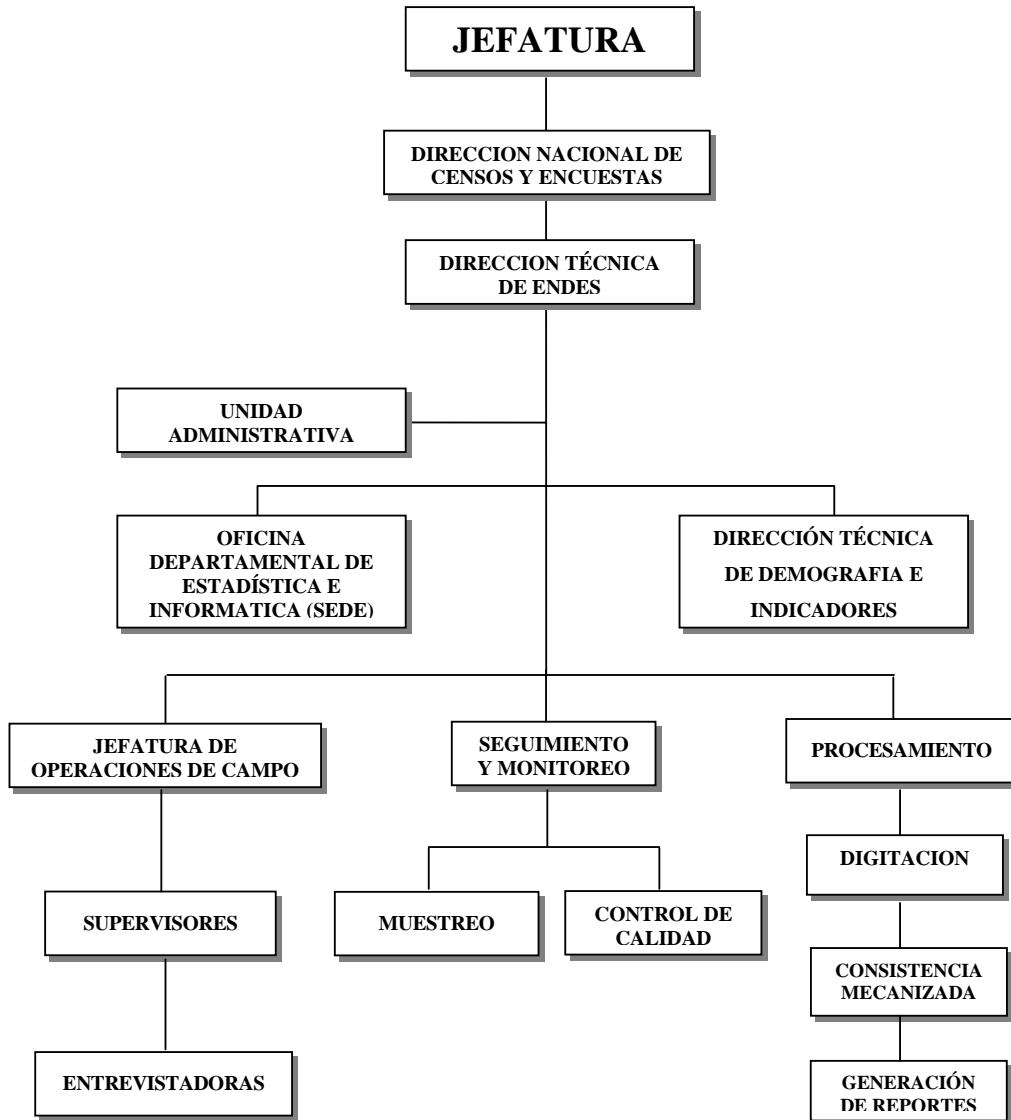 JEFATURA
DIRECCION NACIONAL DE
CENSOS Y ENCUESTAS
DIRECCION TÉCNICA
DE ENDES
UNIDAD
ADMINISTRATIVA
OFICINA
DEPARTAMENTAL DE
ESTADÍSTICA E
INFORMATICA (SEDE)
DIRECCIÓN TÉCNICA
DE DEMOGRAFIA E
INDICADORES
JEFATURA DE
OPERACIONES DE CAMPO
SEGUIMIENTO
Y MONITOREO
PROCESAMIENTO
DIGITACION
SUPERVISORES
MUESTREO
CONTROL DE
CALIDAD
CONSISTENCIA
MECANIZADA
ENTREVISTADORAS
GENERACIÓN
DE REPORTES